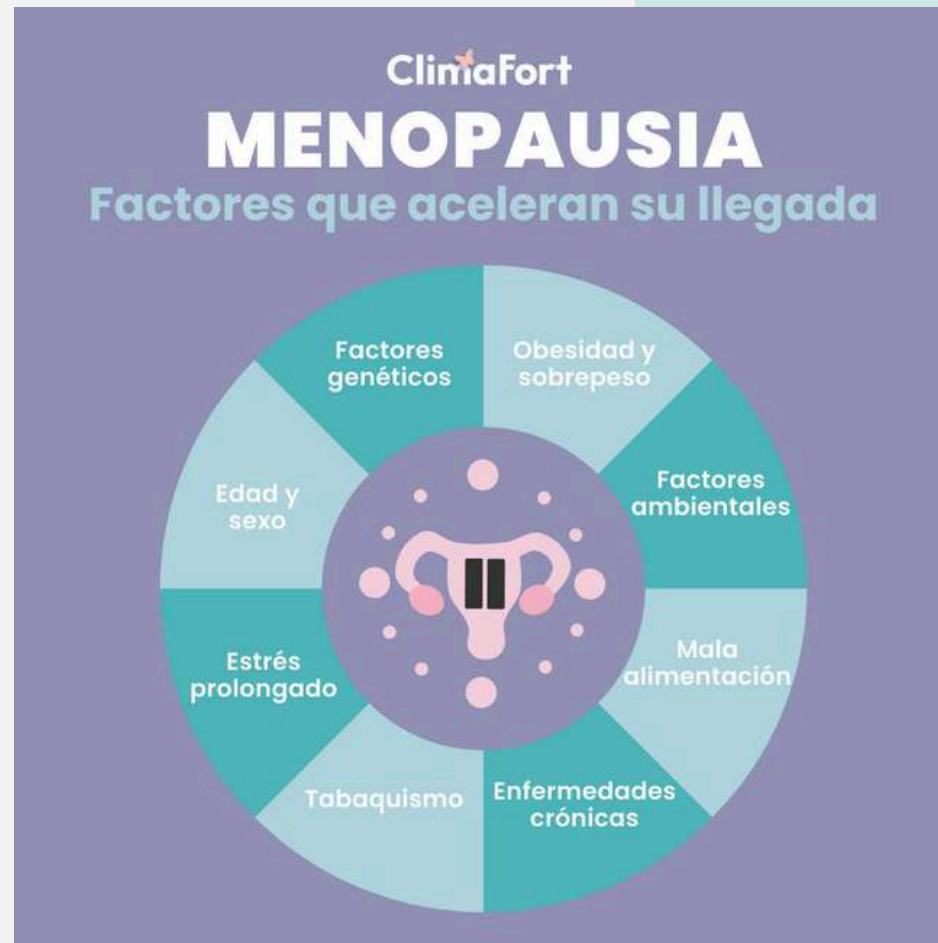 ClimaFort
MENOPAUSIA
Factores que aceleran su llegada
Factores
genéticos
Obesidad y
sobrepeso
Factores
ambientales
Mala
alimentación
Enfermedades
crónicas
Tabaquismo
Estrés
prolongado
Edad y
sexo